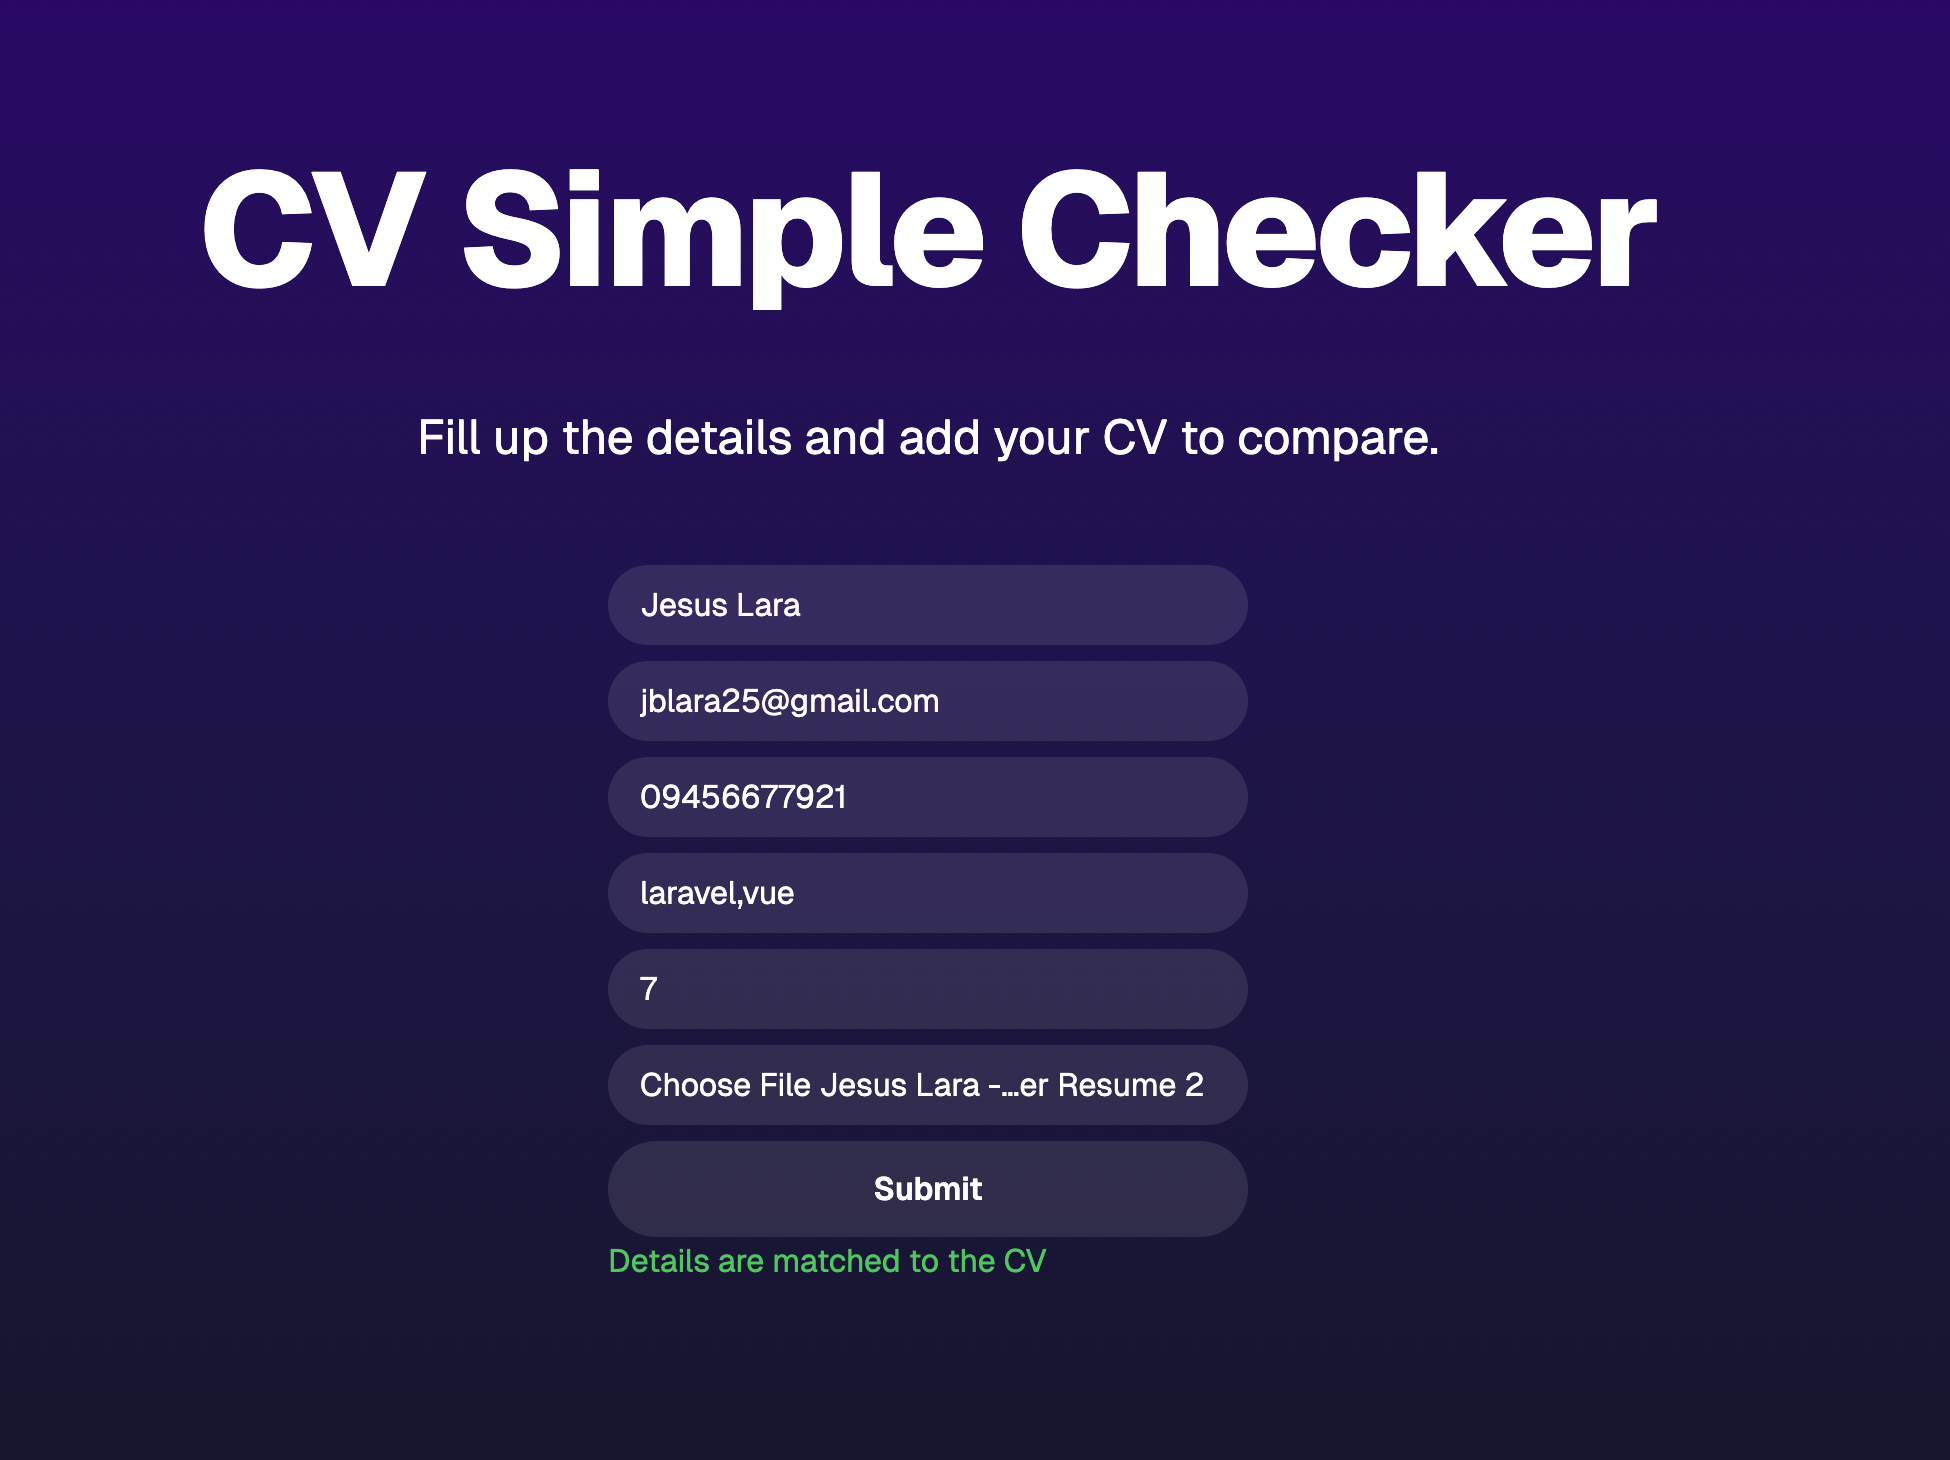 CV Simple Checker
Fill up the details and add your CV to compare.
Jesus Lara
jblara25@gmail.com
09456677921
laravel,vue
7
Choose File Jesus Lara -...er Resume 2
Submit
Details are matched to the CV